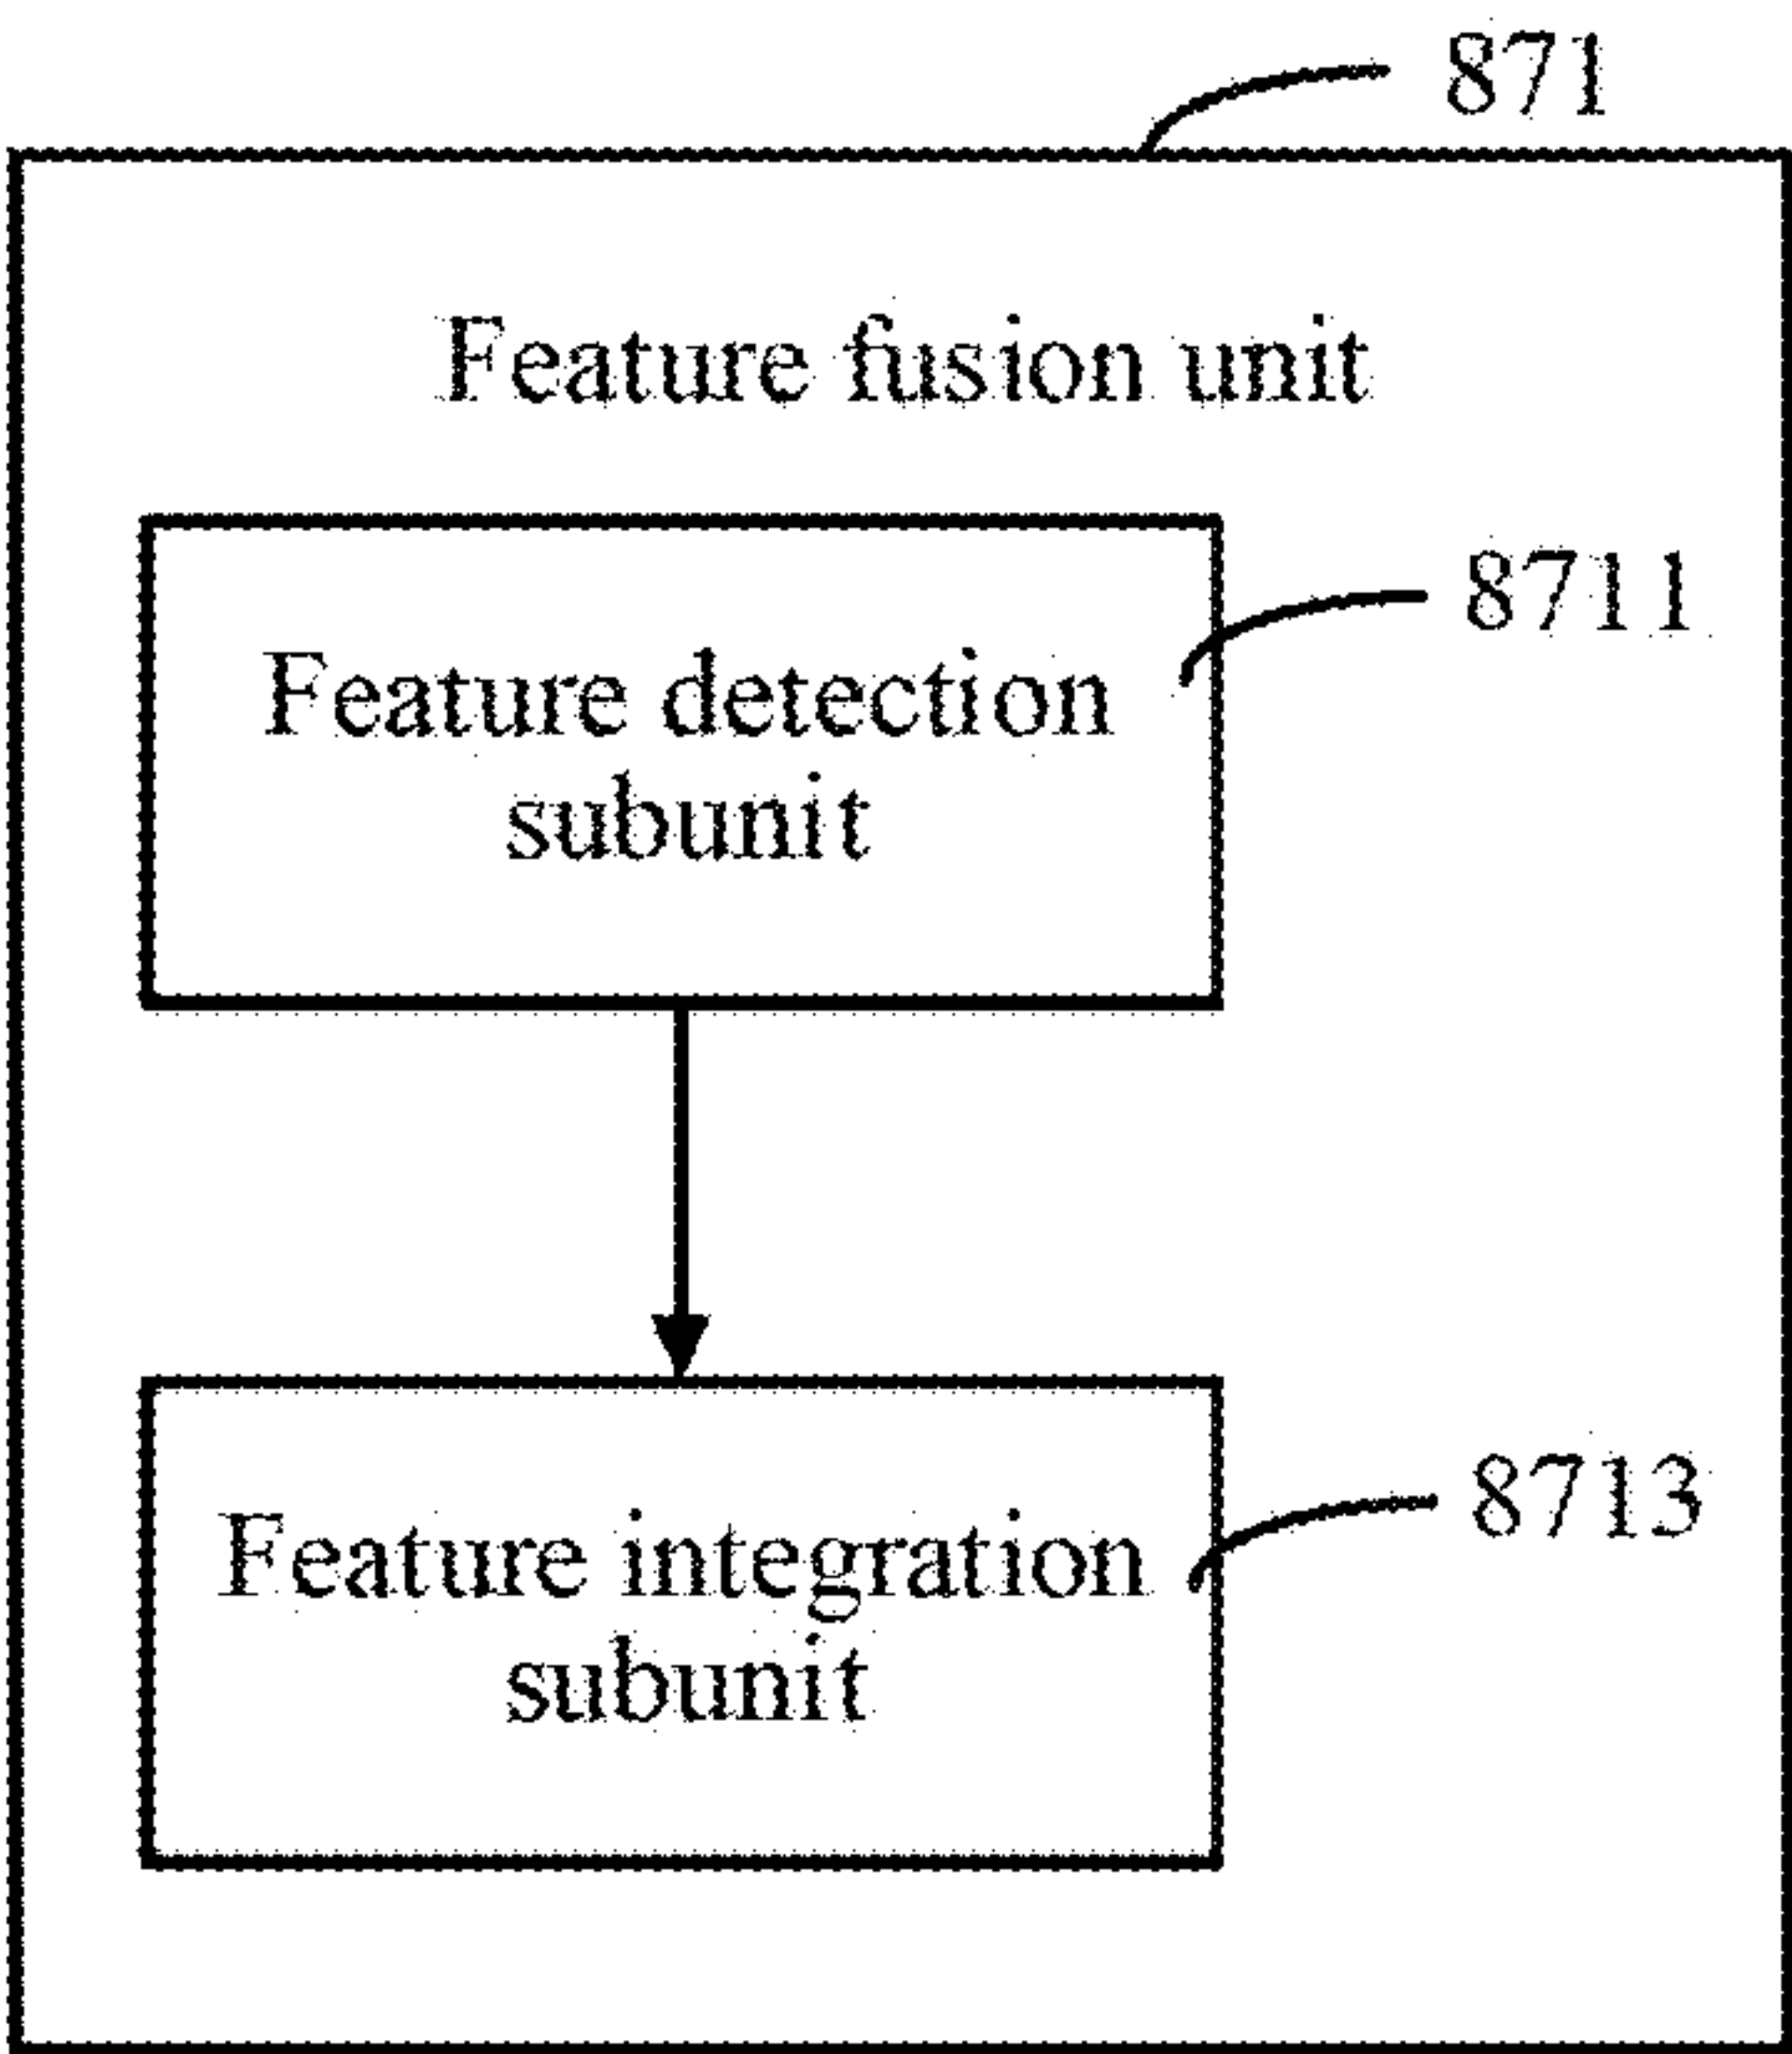 871
Feature fusion unit
8711
Feature detection
subunit
8713
Feature integration
subunit